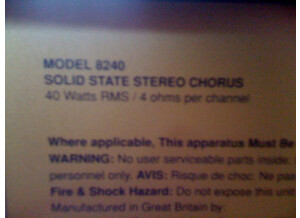 MODEL 8240
SOLID STATE STEREO CHORUS
40 Watts RMS / 4 ohms per channel
Where applicable, This apparatus Must Be
WARNING: No user serviceable parts inside;
personnel only. AVIS: Risque de choc. Ne pas
Fire & Shock Hazard: Do not expose this unit
Manufactured in Great Britain by: